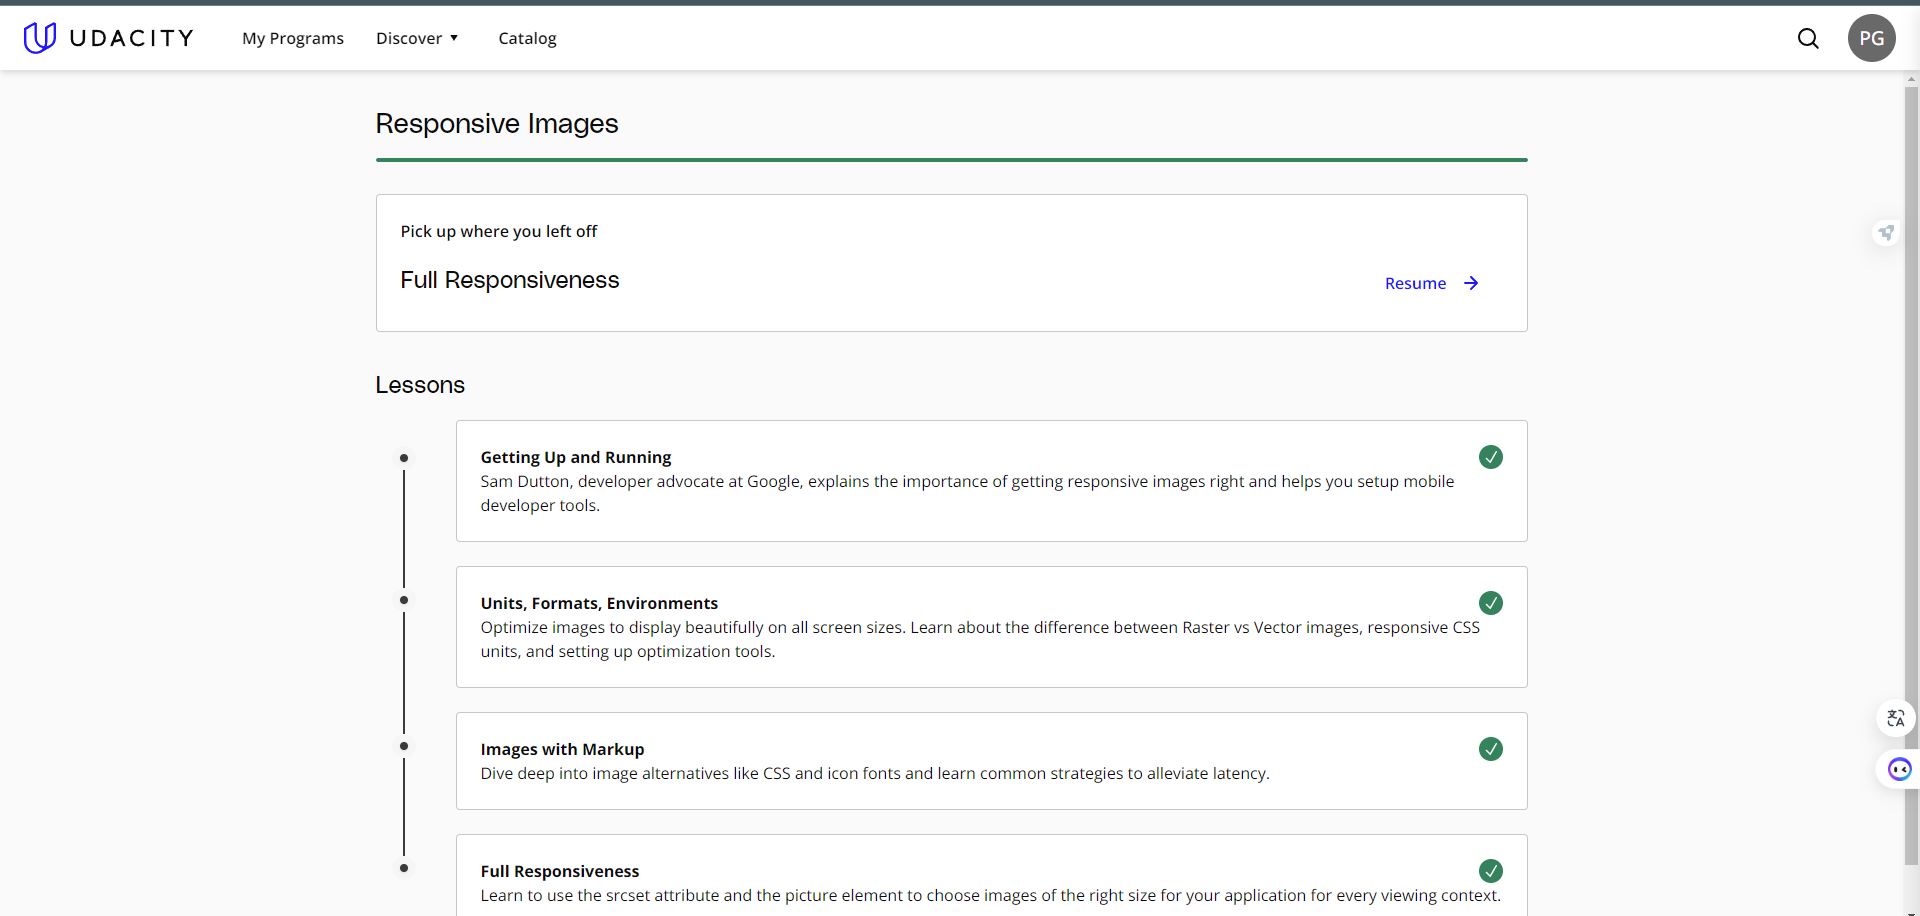 UDACITY
My Programs
Discover
Catalog
PG
Responsive Images
Pick up where you left off
Full Responsiveness
Resume
Lessons
Getting Up and Running
Sam Dutton, developer advocate at Google, explains the importance of getting responsive images right and helps you setup mobile
developer tools.
Units, Formats, Environments
Optimize images to display beautifully on all screen sizes. Learn about the difference between Raster vs Vector images, responsive CSS
units, and setting up optimization tools.
Images with Markup
Dive deep into image alternatives like CSS and icon fonts and learn common strategies to alleviate latency.
Full Responsiveness
Learn to use the srcset attribute and the picture element to choose images of the right size for your application for every viewing context.